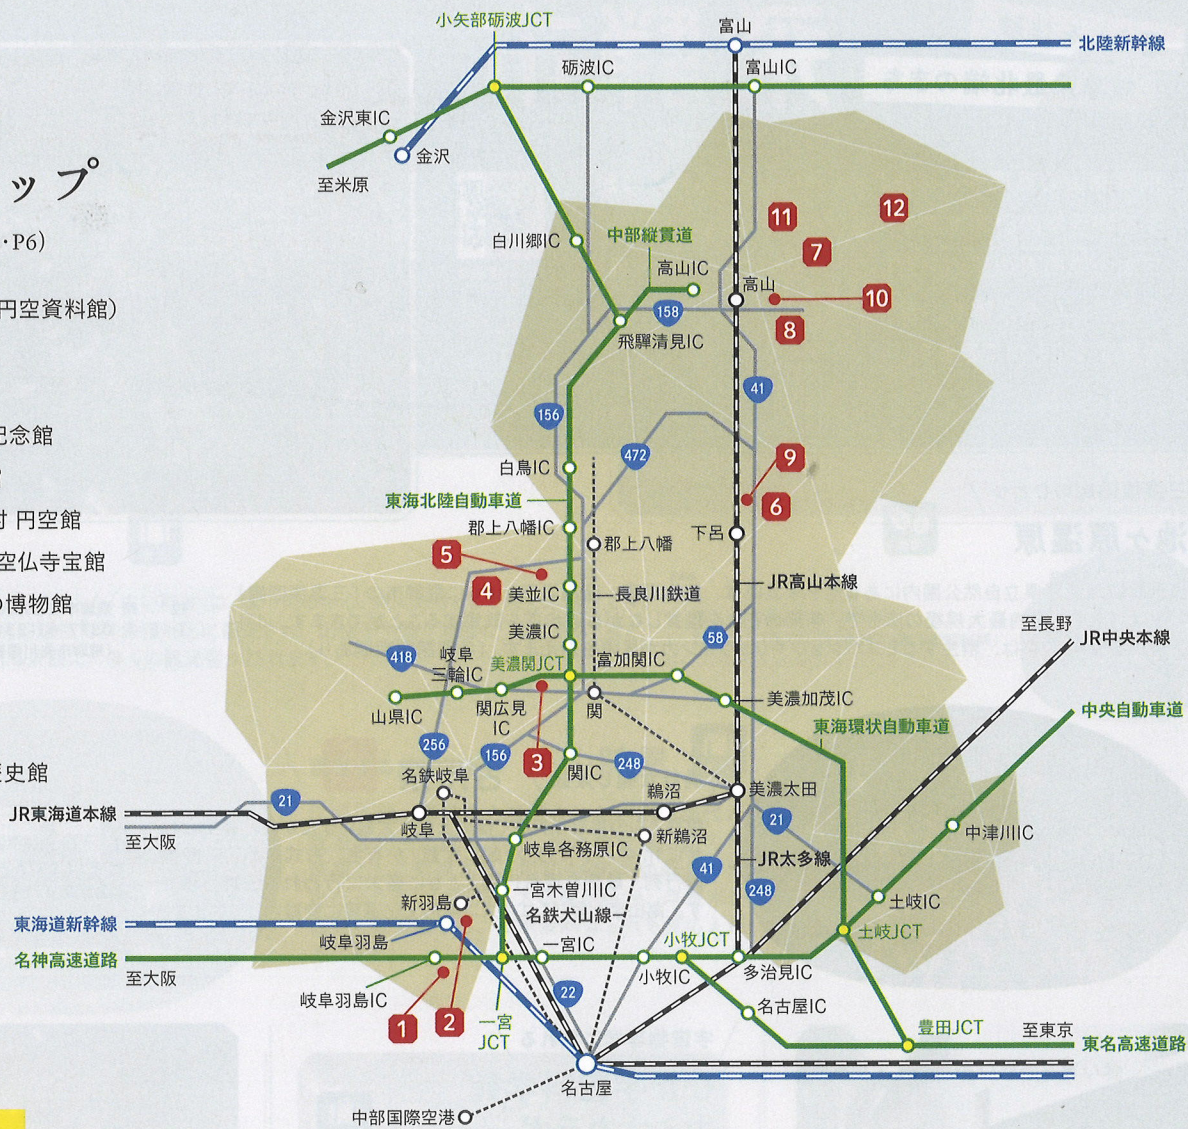 小矢部砺波JCT
富山
北陸新幹線
砺波IC
富山IC
金沢東IC
金沢
至米原
ップ
・P6)
白川郷IC
中部縦貫道
高山IC
11
12
7
円空資料館)
高山
10
158
飛騨清見IC
8
41
156
記念館
472
9
白鳥IC
6
東海北陸自動車道
村 円空館
郡上八幡IC
下呂
郡上八幡
5
空仏寺宝館
4
美並IC
長良川鉄道
JR高山本線
の博物館
美濃IC
58
至長野
JR中央本線
418
岐阜
三輪IC
美濃関JCT
富加関IC
山県IC
関広見
IC
関
美濃加茂IC
中央自動車道
東海環状自動車道
256
156
3
関IC
248
歴史館
名鉄岐阜
鵜沼
美濃太田
21
JR東海道本線
岐阜
21
至大阪
新鵜沼
中津川IC
岐阜各務原IC
JR太多線
41
248
一宮木曽川IC
土岐IC
新羽島
名鉄犬山線
東海道新幹線
岐阜羽島
土岐JCT
一宮IC
小牧JCT
名神高速道路
至大阪
小牧IC
多治見IC
岐阜羽島IC
22
名古屋IC
1
2
一宮
JCT
豊田JCT
至東京
東名高速道路
名古屋
中部国際空港